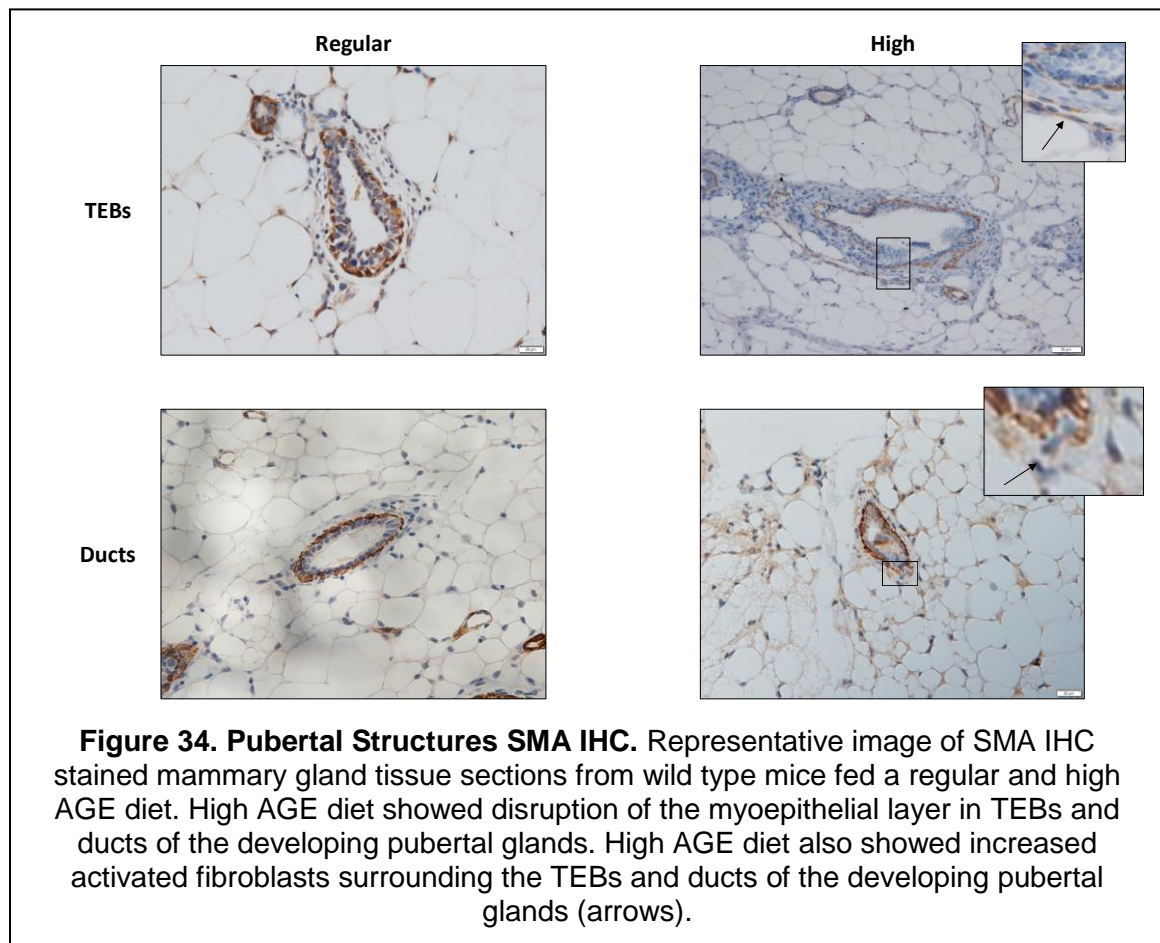 Regular
High
TEBs
Ducts
Figure 34. Pubertal Structures SMA IHC. Representative image of SMA IHC
stained mammary gland tissue sections from wild type mice fed a regular and high
AGE diet. High AGE diet showed disruption of the myoepithelial layer in TEBs and
ducts of the developing pubertal glands. High AGE diet also showed increased
activated fibroblasts surrounding the TEBs and ducts of the developing pubertal
glands (arrows).